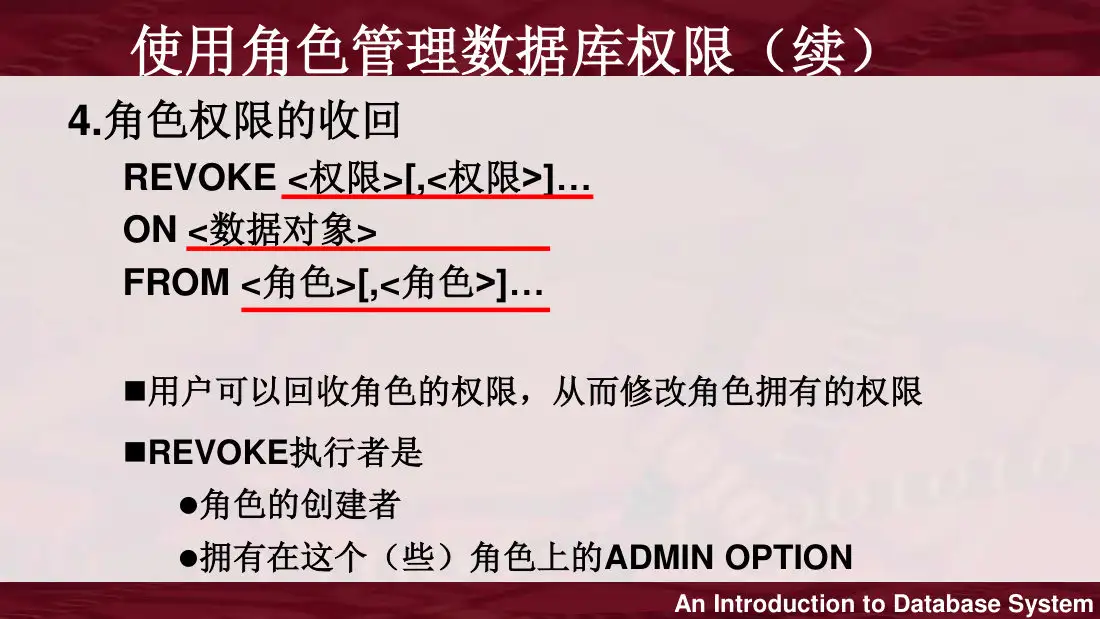 使用角色管理数据库权限（续）
4.角色权限的收回
REVOKE <权限>[,<权限>]…
ON <数据对象>
FROM <角色>[,<角色>]…
■用户可以回收角色的权限，从而修改角色拥有的权限
■REVOKE执行者是
●角色的创建者
●拥有在这个（些）角色上的ADMIN OPTION
An Introduction to Database System